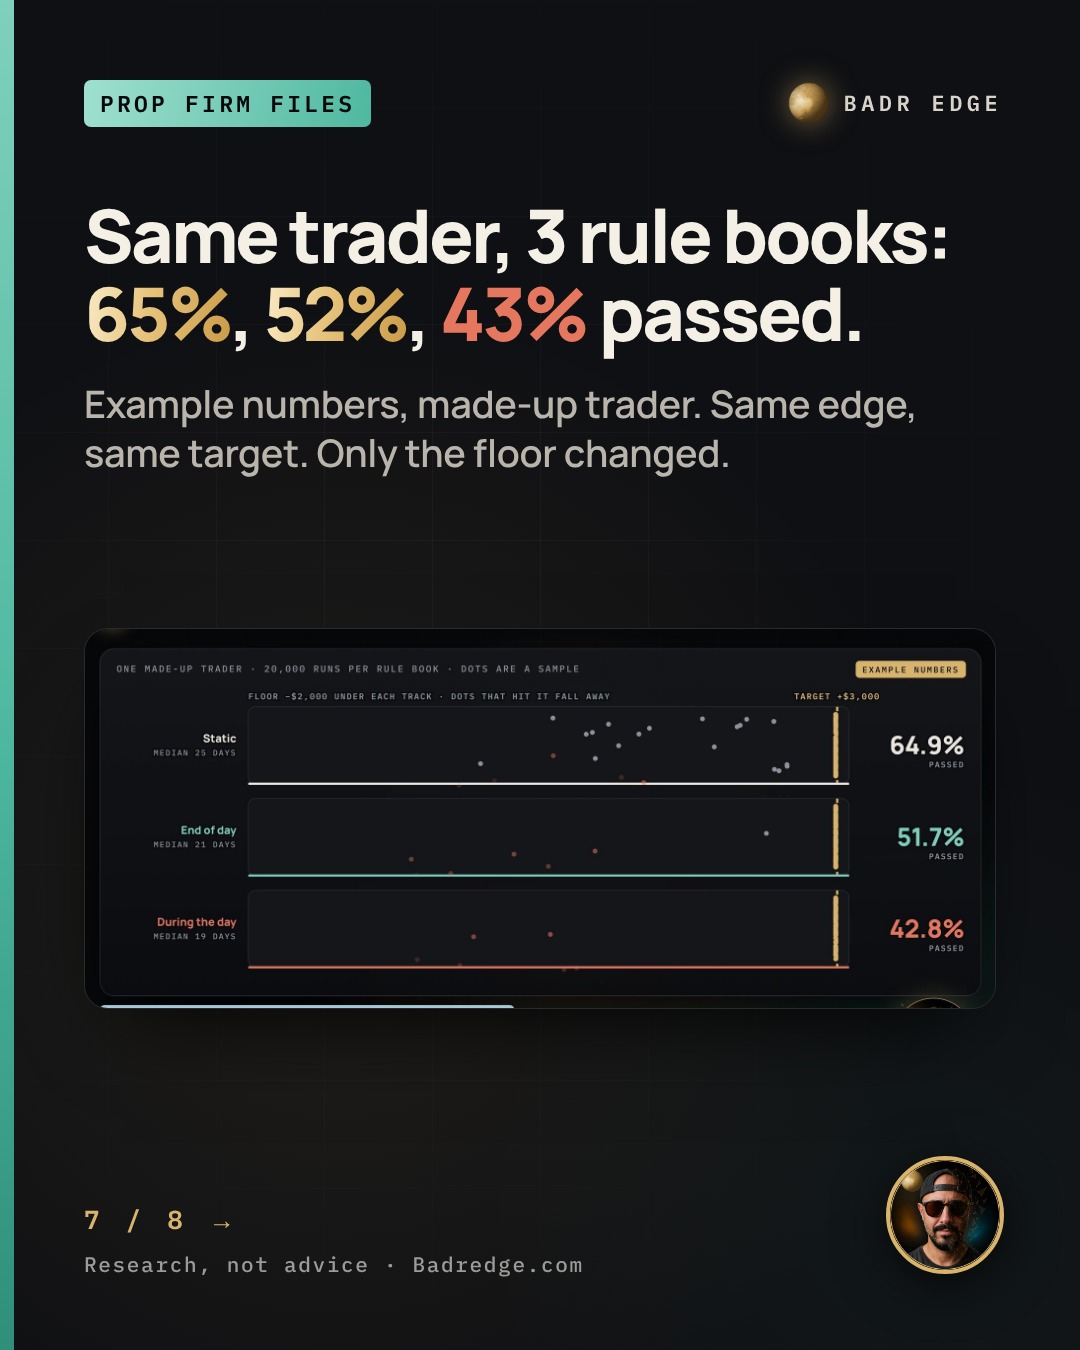 PROP FIRM FILES
BADR EDGE
Same trader, 3 rule books:
65%, 52%, 43% passed.
Example numbers, made-up trader. Same edge,
same target. Only the floor changed.
ONE MADE-UP TRADER · 20,000 RUNS PER RULE BOOK · DOTS ARE A SAMPLE
EXAMPLE NUMBERS
FLOOR −$2,000 UNDER EACH TRACK · DOTS THAT HIT IT FALL AWAY
TARGET +$3,000
Static
MEDIAN 25 DAYS
64.9%
PASSED
End of day
MEDIAN 21 DAYS
51.7%
PASSED
During the day
MEDIAN 19 DAYS
42.8%
PASSED
7 / 8 →
Research, not advice · Badredge.com